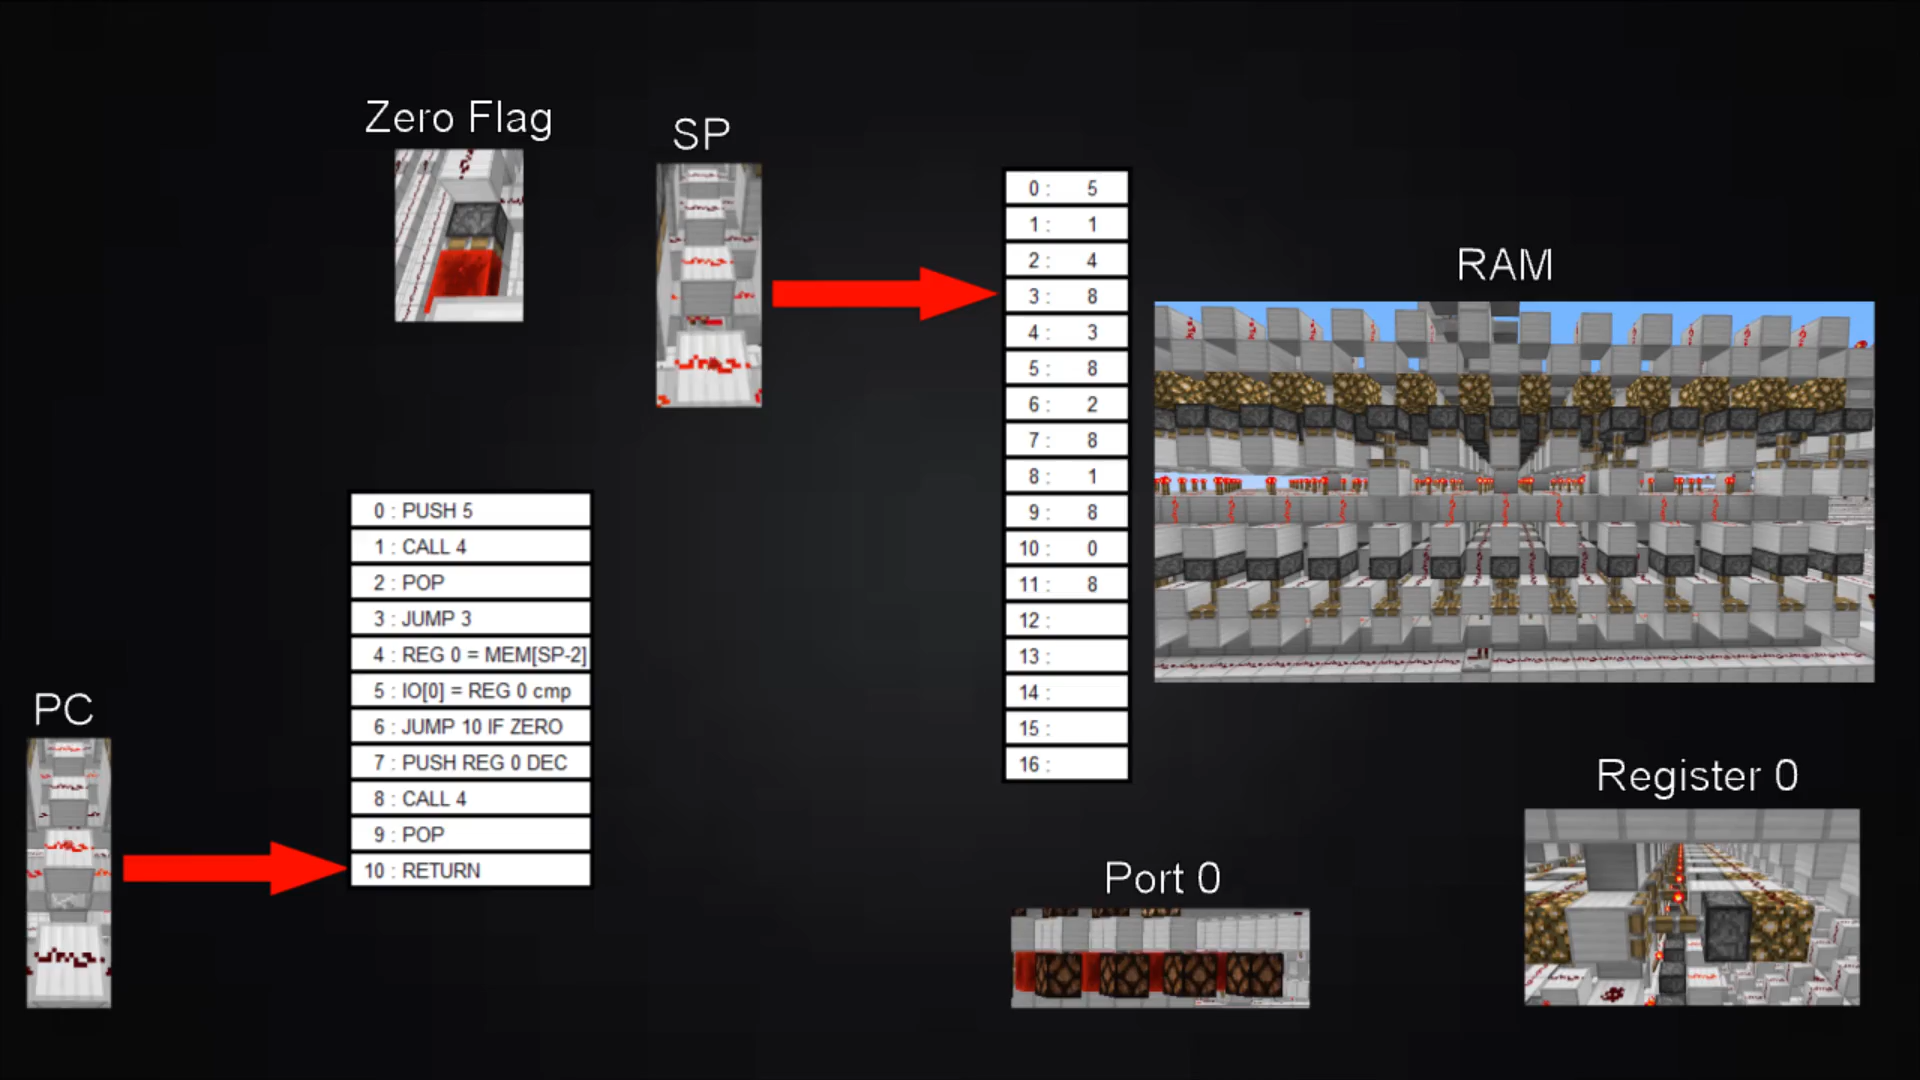 Zero Flag
SP
0 : 5
1 : 1
2 : 4
3 : 8
4 : 3
5 : 8
6 : 2
7 : 8
8 : 1
9 : 8
10 : 0
11 : 8
12 :
13 :
14 :
15 :
16 :
RAM
0 : PUSH 5
1 : CALL 4
2 : POP
3 : JUMP 3
4 : REG 0 = MEM[SP-2]
5 : IO[0] = REG 0 cmp
6 : JUMP 10 IF ZERO
7 : PUSH REG 0 DEC
8 : CALL 4
9 : POP
10 : RETURN
PC
Port 0
Register 0